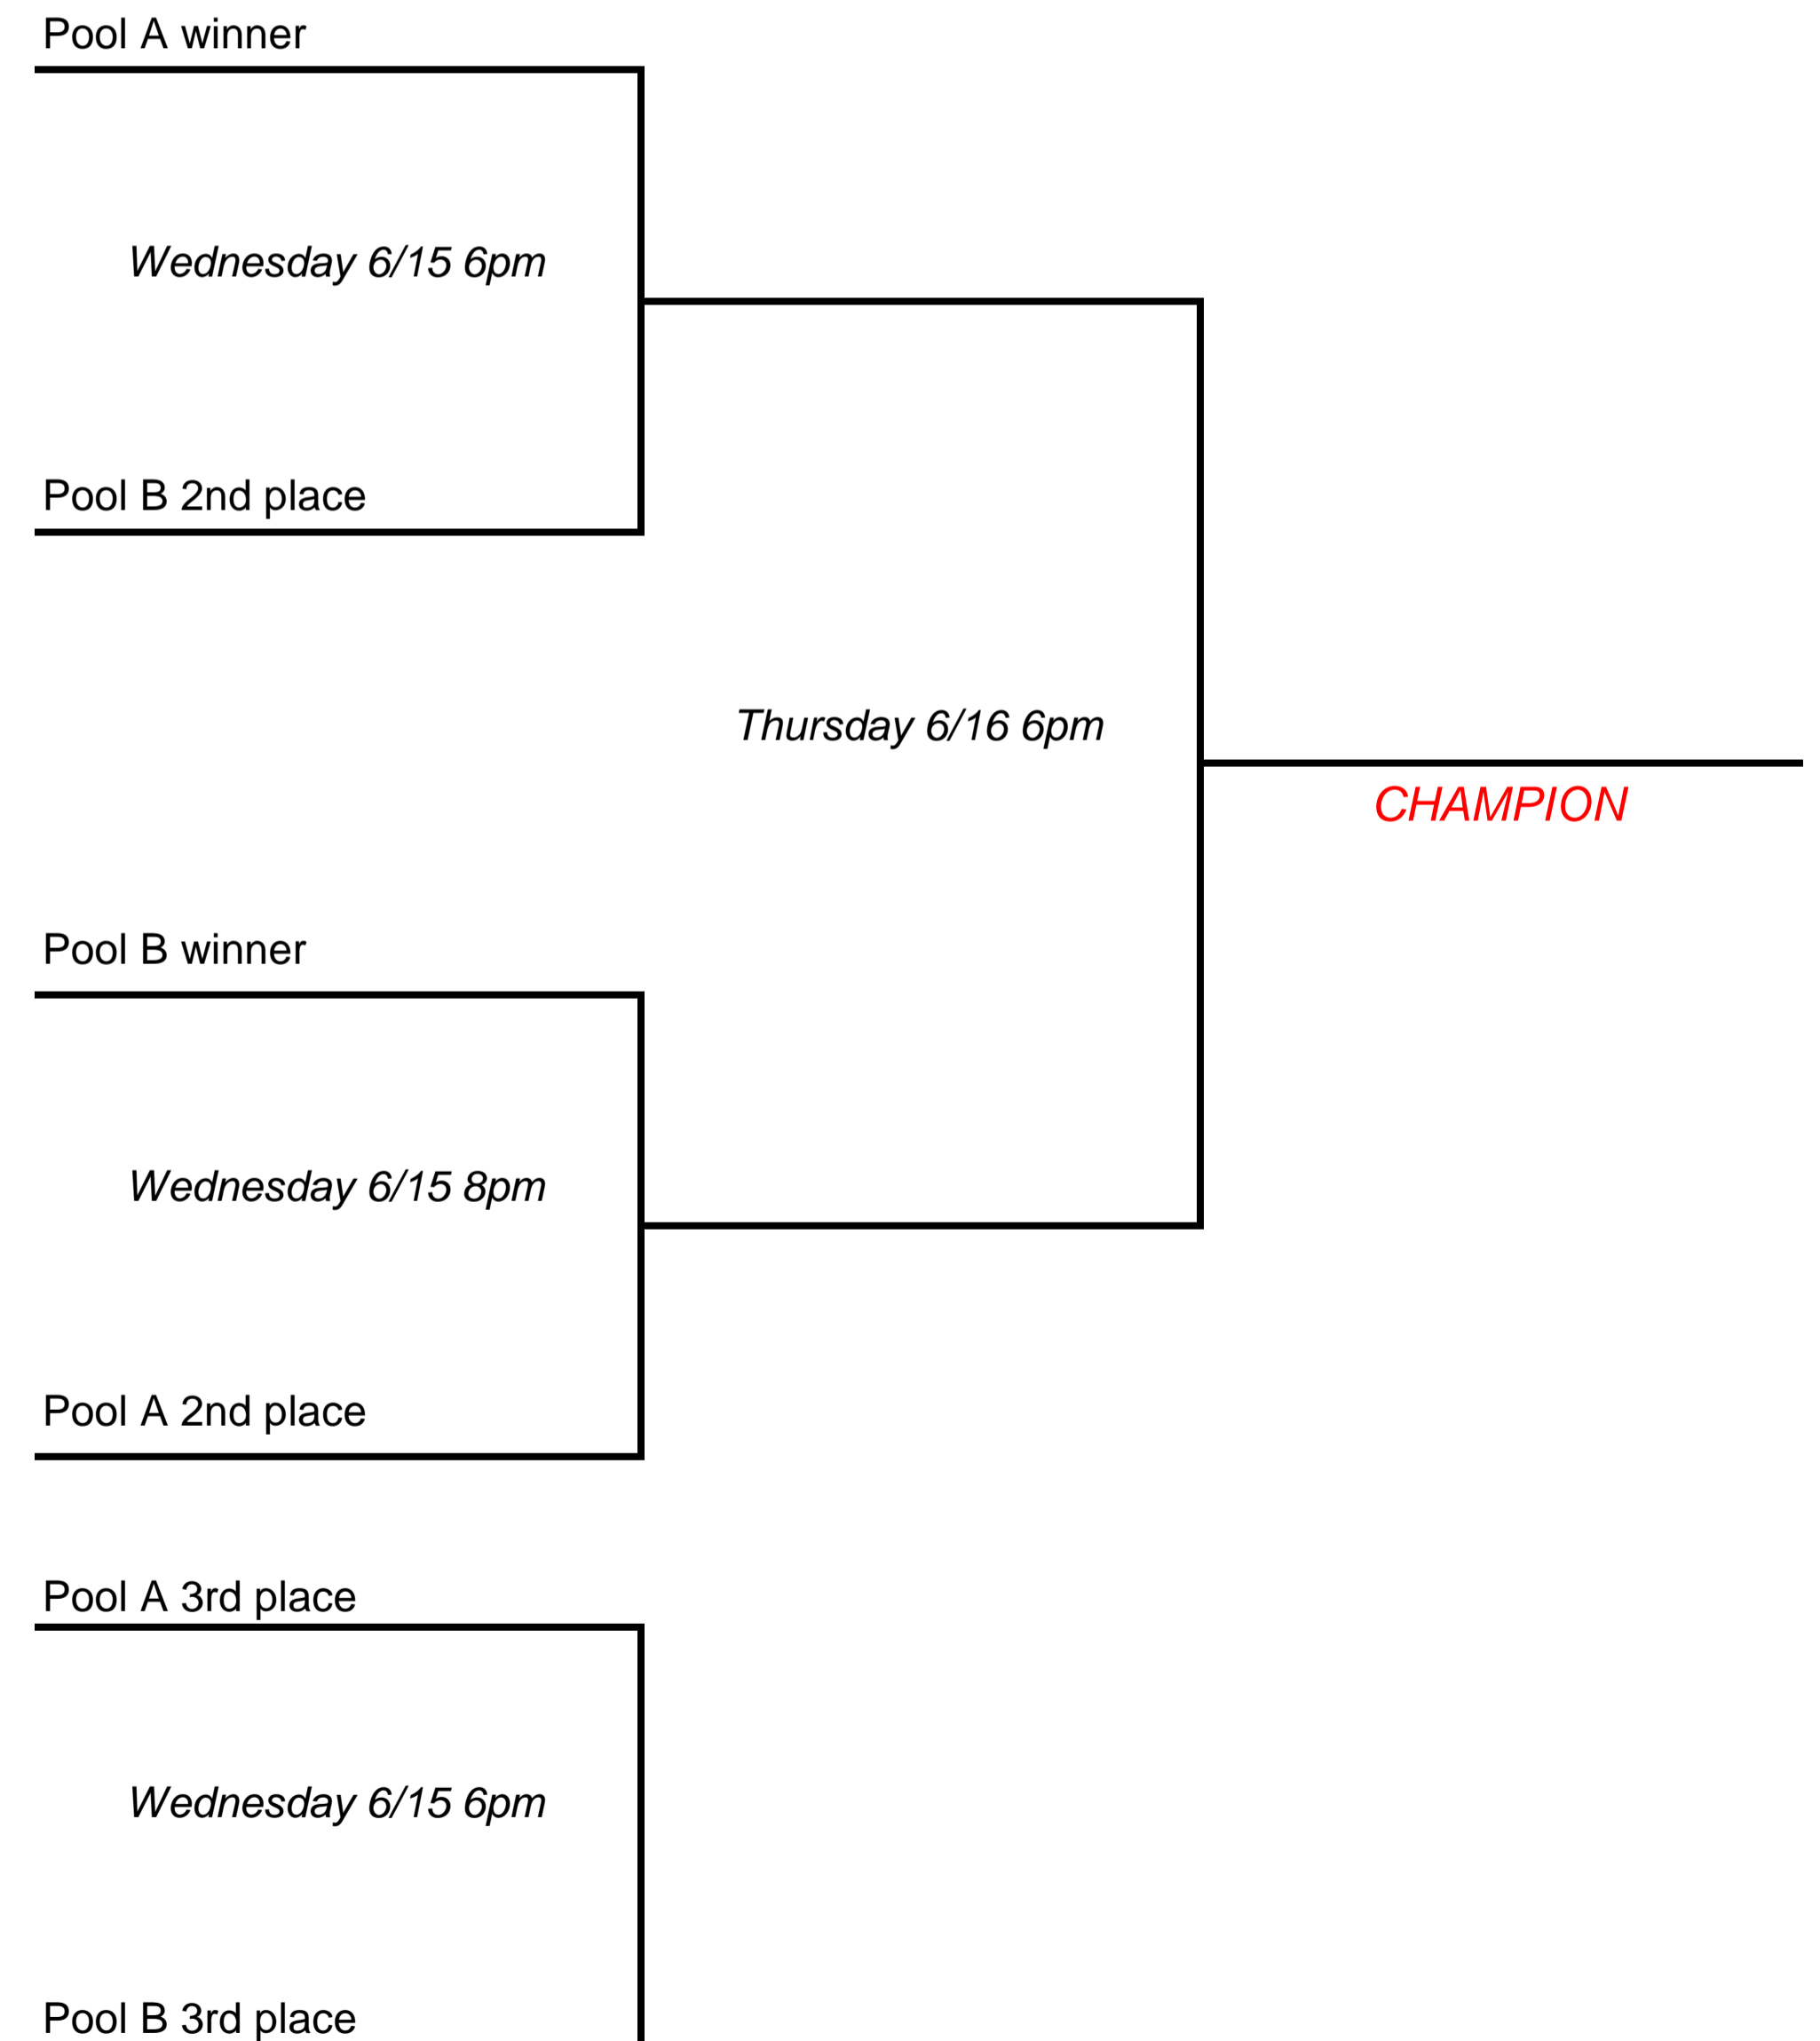 Pool A winner
Wednesday 6/15 6pm
Pool B 2nd place
Thursday 6/16 6pm
CHAMPION
Pool B winner
Wednesday 6/15 8pm
Pool A 2nd place
Pool A 3rd place
Wednesday 6/15 6pm
Pool B 3rd place